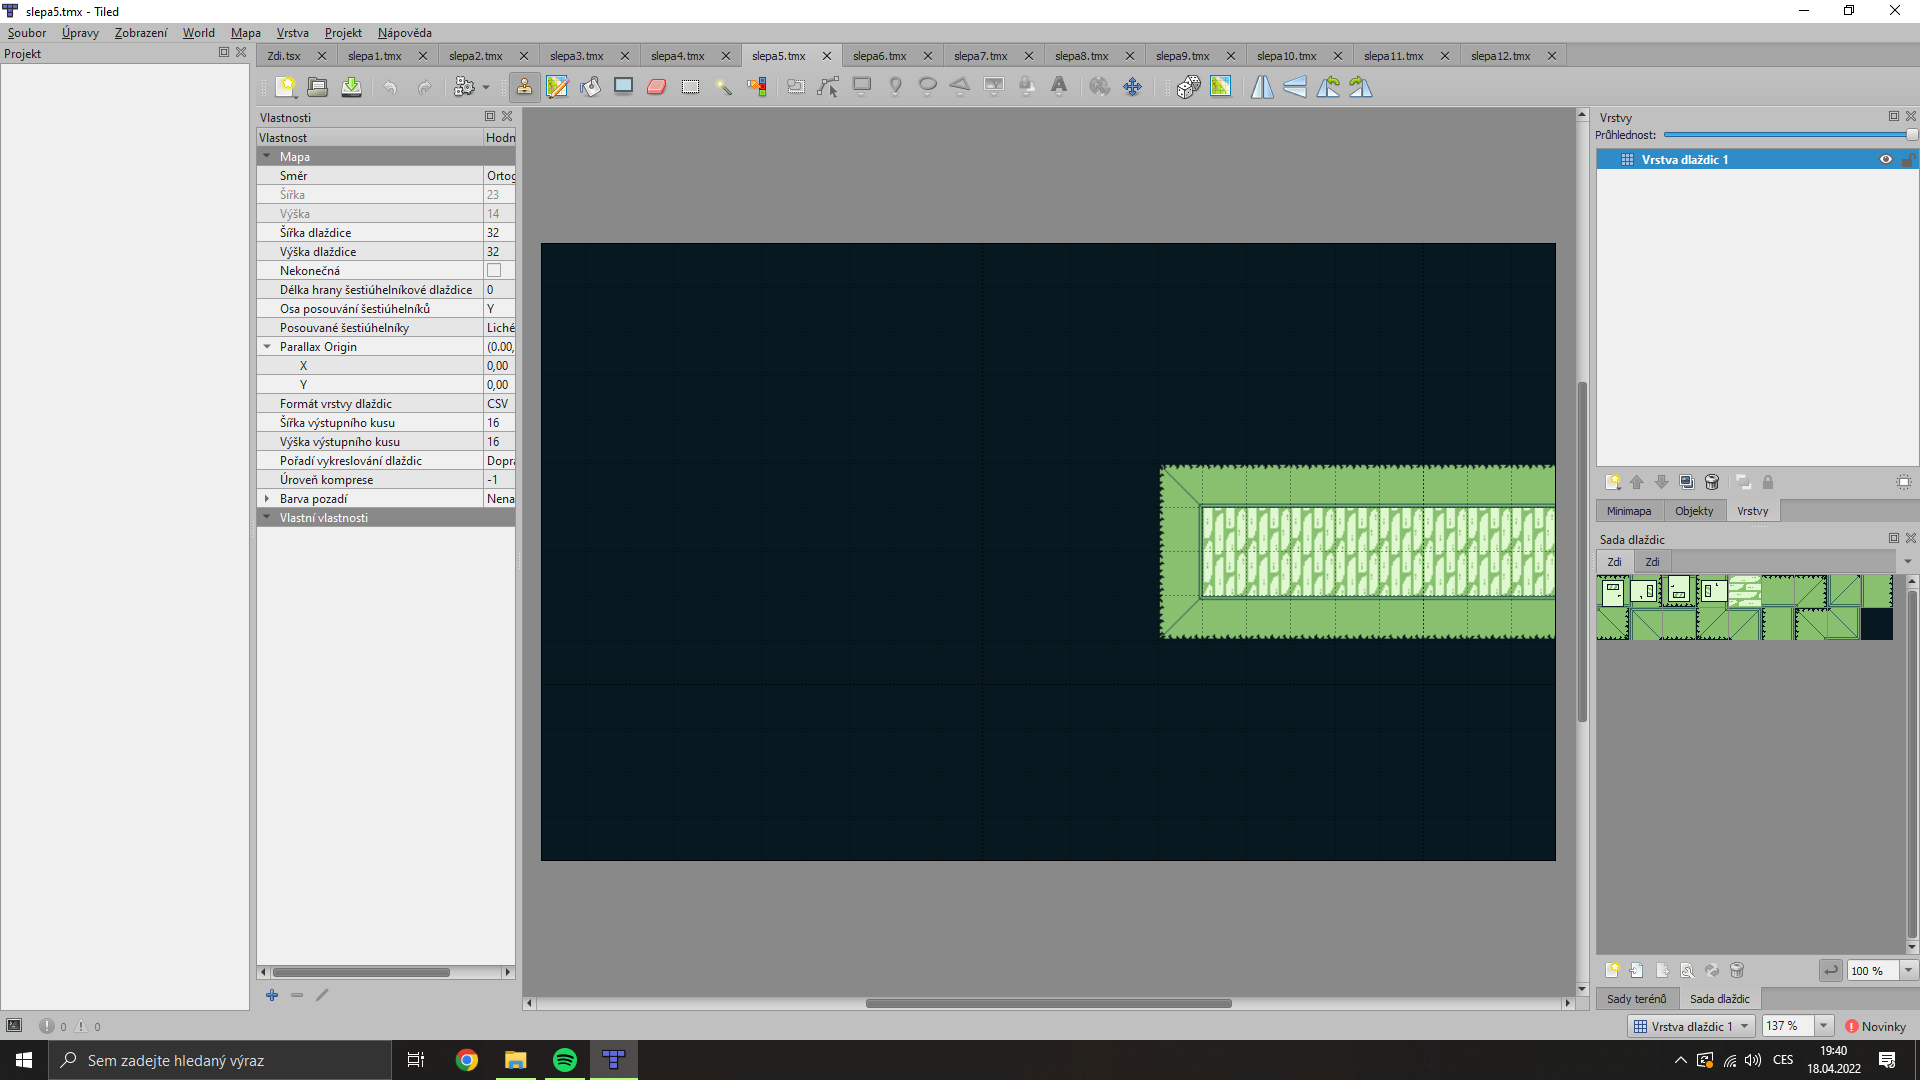 slepa5.tmx - Tiled
Soubor Úpravy Zobrazení World Mapa Vrstva Projekt Nápověda
Projekt
Zdi.tsx slepa1.tmx slepa2.tmx slepa3.tmx slepa4.tmx slepa5.tmx slepa6.tmx slepa7.tmx slepa8.tmx slepa9.tmx slepa10.tmx slepa11.tmx slepa12.tmx
Vlastnosti
Vlastnost Hodn
Mapa
Směr Ortog
Šířka 23
Výška 14
Šířka dlaždice 32
Výška dlaždice 32
Nekonečná
Délka hrany šestiúhelníkové dlaždice 0
Osa posouvání šestiúhelníků Y
Posouvané šestiúhelníky Liché
Parallax Origin (0.00,
X 0,00
Y 0,00
Formát vrstvy dlaždic CSV
Šířka výstupního kusu 16
Výška výstupního kusu 16
Pořadí vykreslování dlaždic Dopra
Úroveň komprese -1
Barva pozadí Nena
Vlastní vlastnosti
Vrstvy
Průhlednost:
Vrstva dlaždic 1
Minimapa Objekty Vrstvy
Sada dlaždic
Zdi Zdi
100 %
Sady terénů Sada dlaždic
0 0
Vrstva dlaždic 1 137 % Novinky
Sem zadejte hledaný výraz
CES
19:40
18.04.2022